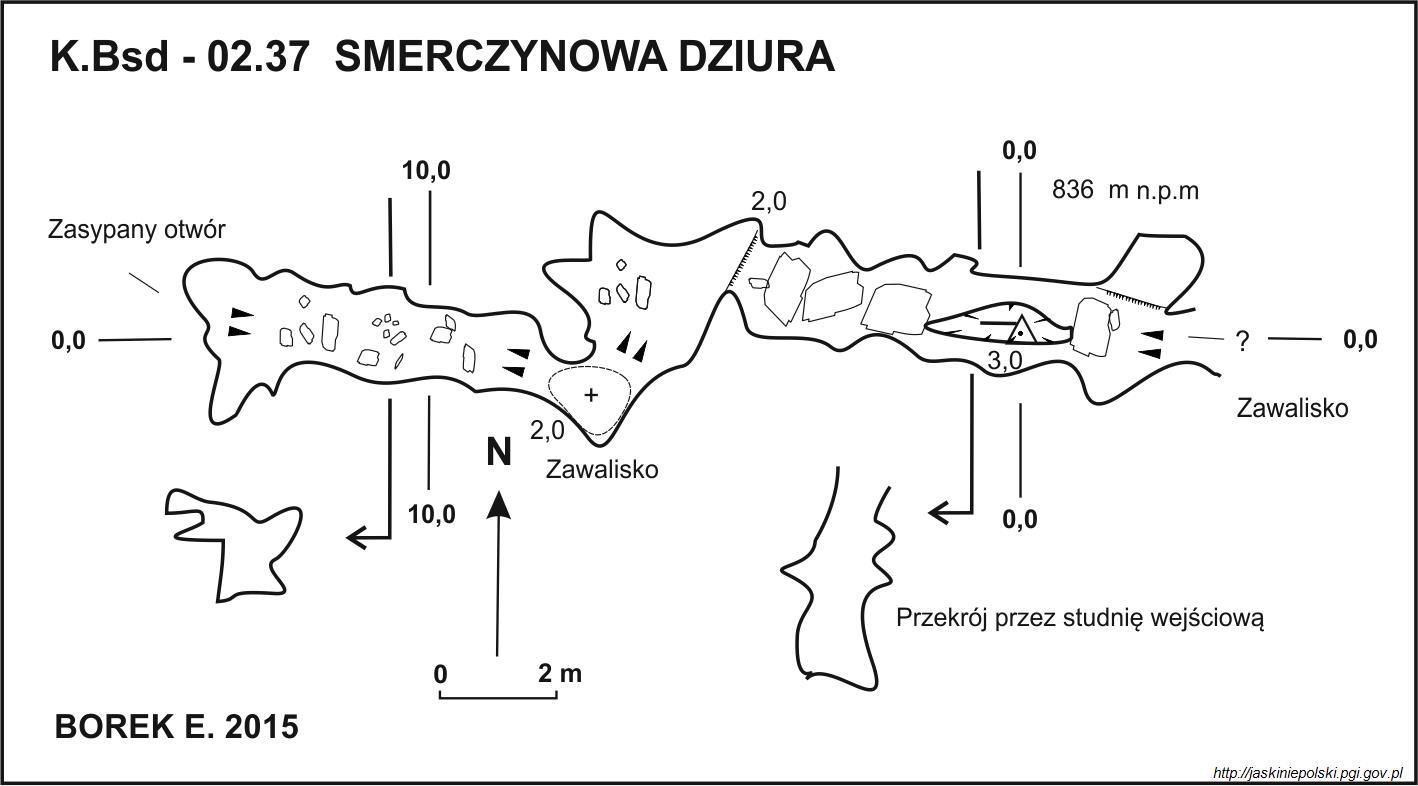 K.Bsd - 02.37 SMERCZYNOWA DZIURA
0,0
10,0
836 m n.p.m
2,0
Zasypany otwór
0,0
?
0,0
3,0
Zawalisko
2,0
N
Zawalisko
10,0
0,0
Przekrój przez studnię wejściową
0 2 m
BOREK E. 2015
http://jaskiniepolski.pgi.gov.pl